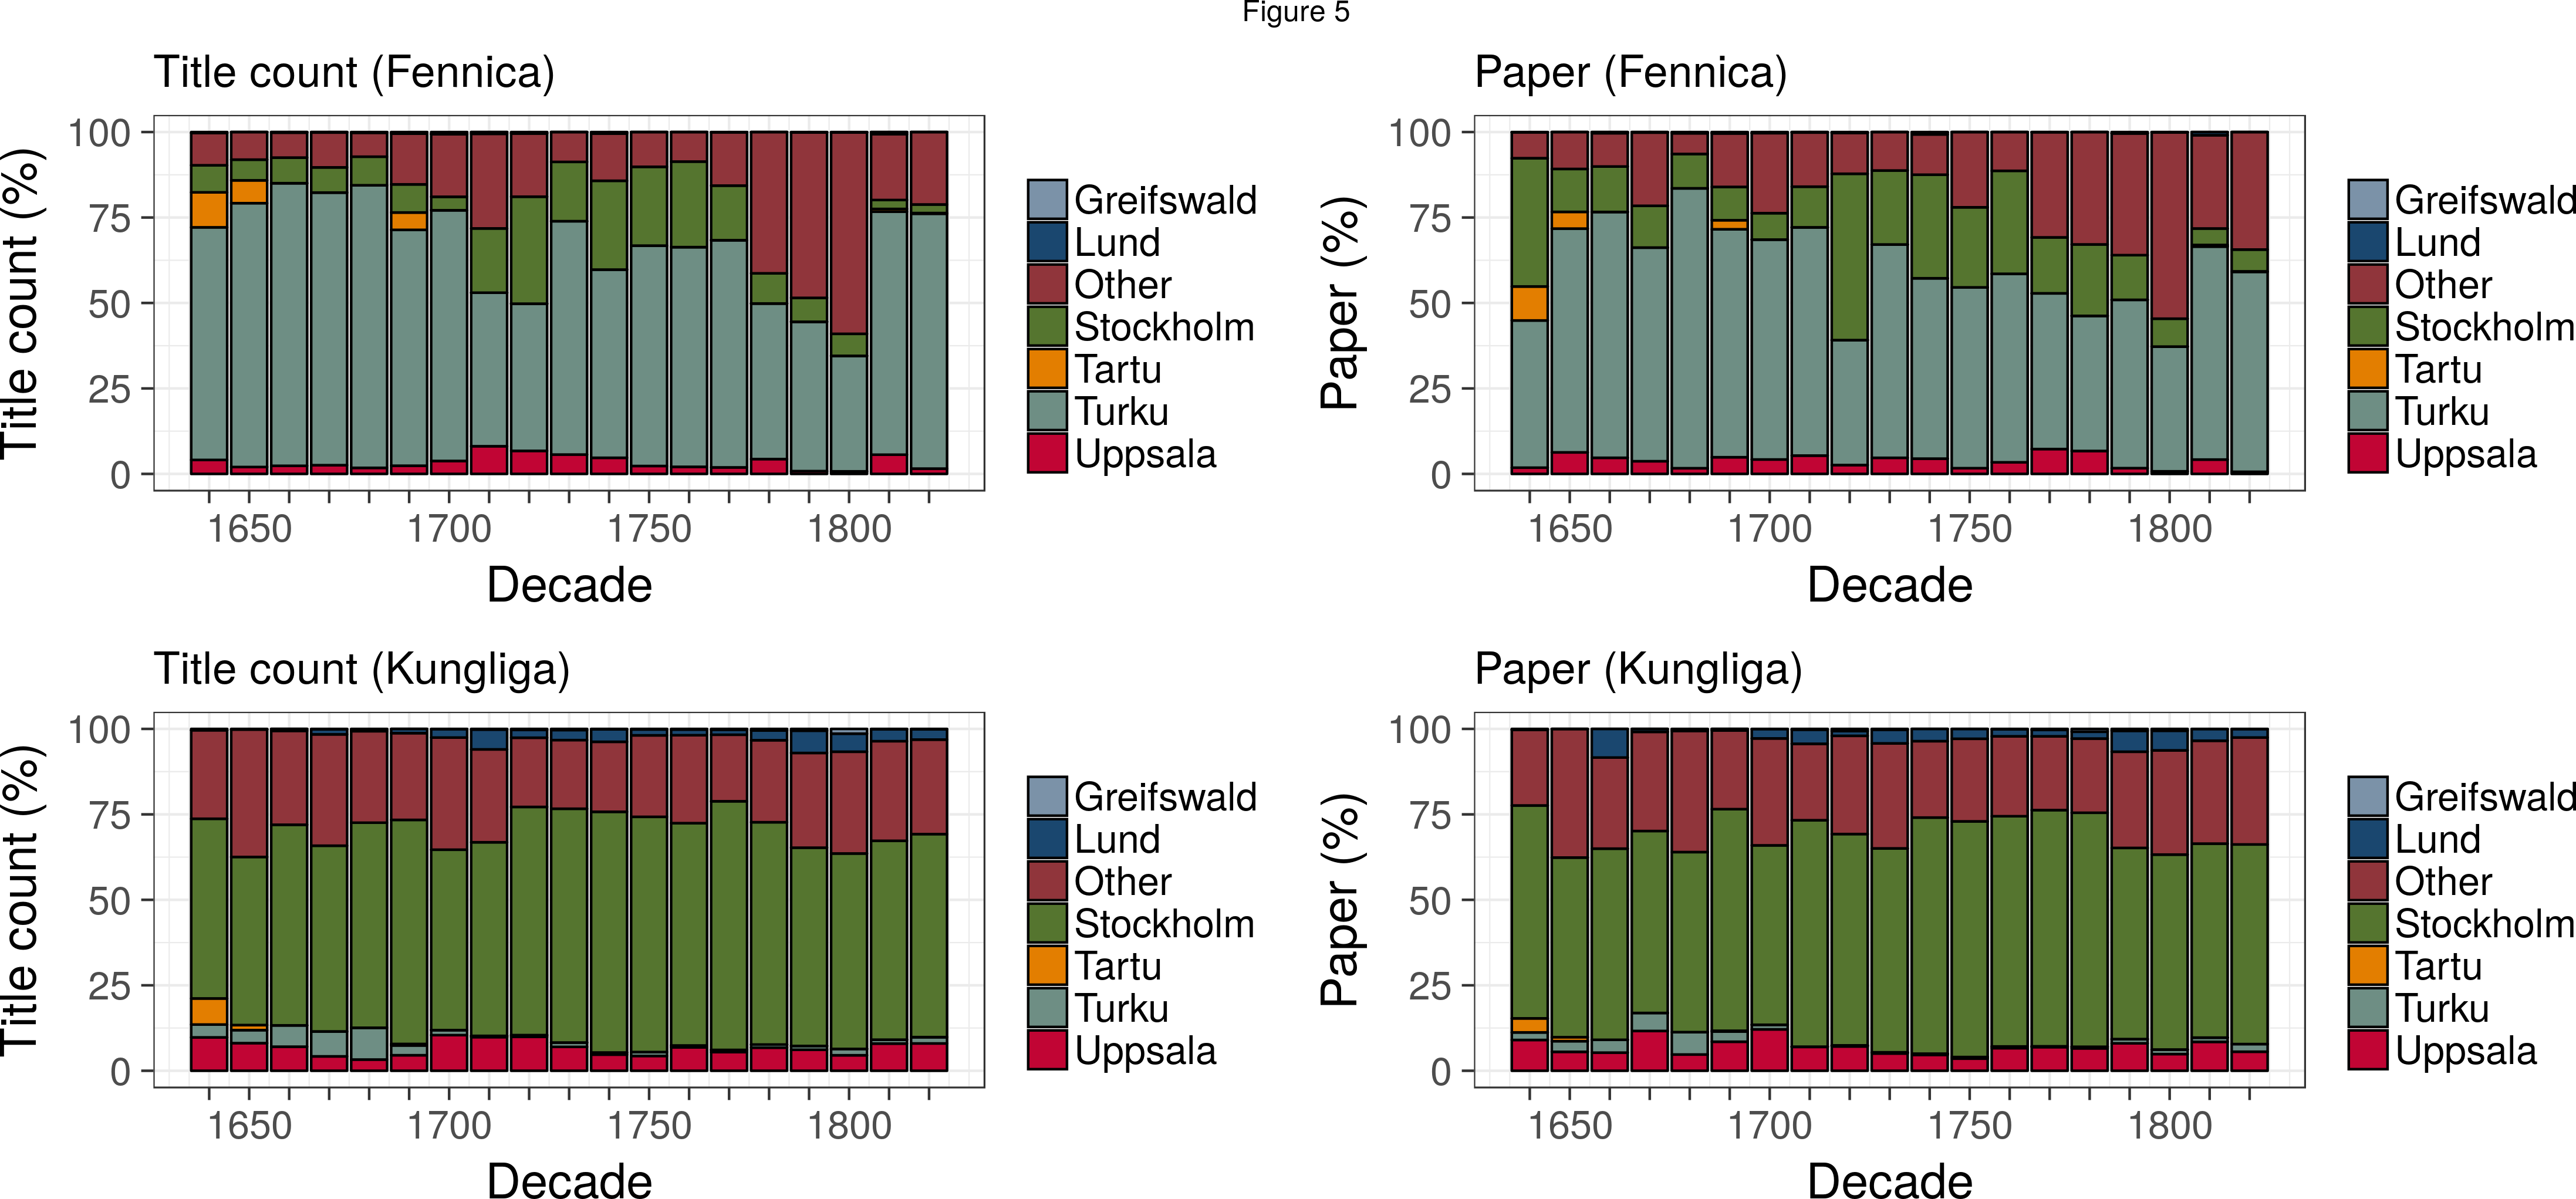 Figure 5
Title count (Fennica)
Title count (%)
100
75
50
25
0
1650 1700 1750 1800
Decade
Greifswald
Lund
Other
Stockholm
Tartu
Turku
Uppsala
Paper (Fennica)
Paper (%)
100
75
50
25
0
1650 1700 1750 1800
Decade
Greifswald
Lund
Other
Stockholm
Tartu
Turku
Uppsala
Title count (Kungliga)
Title count (%)
100
75
50
25
0
1650 1700 1750 1800
Decade
Greifswald
Lund
Other
Stockholm
Tartu
Turku
Uppsala
Paper (Kungliga)
Paper (%)
100
75
50
25
0
1650 1700 1750 1800
Decade
Greifswald
Lund
Other
Stockholm
Tartu
Turku
Uppsala